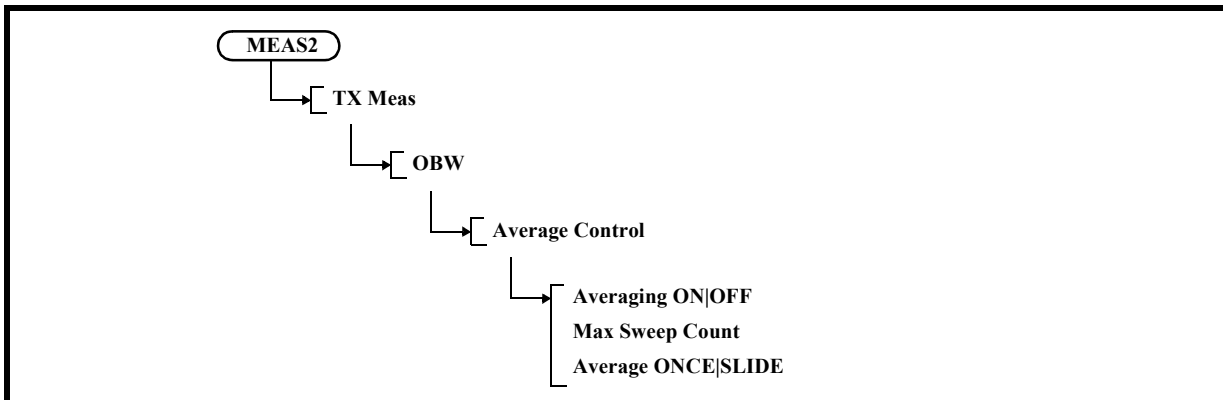 MEAS2
TX Meas
OBW
Average Control
Averaging ON|OFF
Max Sweep Count
Average ONCE|SLIDE